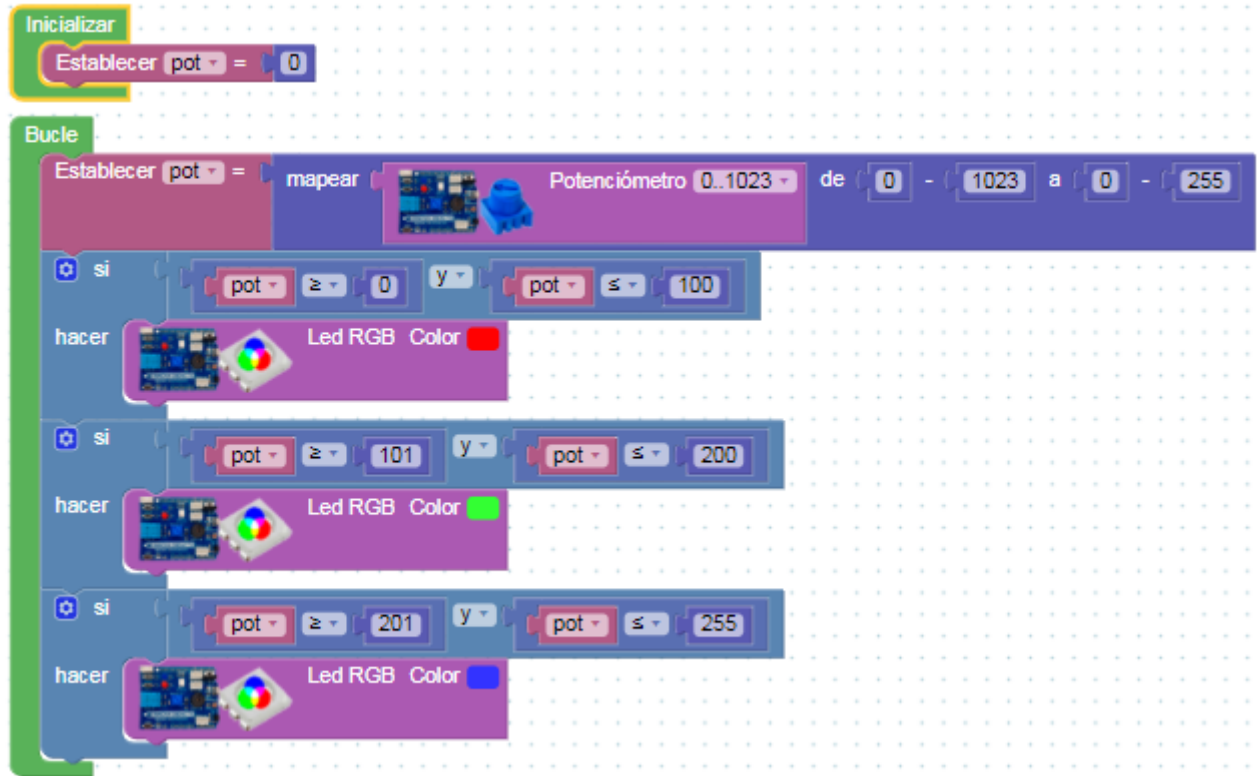 Inicializar
Establecer pot = 0
Bucle
Establecer pot = mapear Potenciómetro 0..1023 de 0 - 1023 a 0 - 255
si pot ≥ 0 y pot ≤ 100
hacer Led RGB Color
si pot ≥ 101 y pot ≤ 200
hacer Led RGB Color
si pot ≥ 201 y pot ≤ 255
hacer Led RGB Color